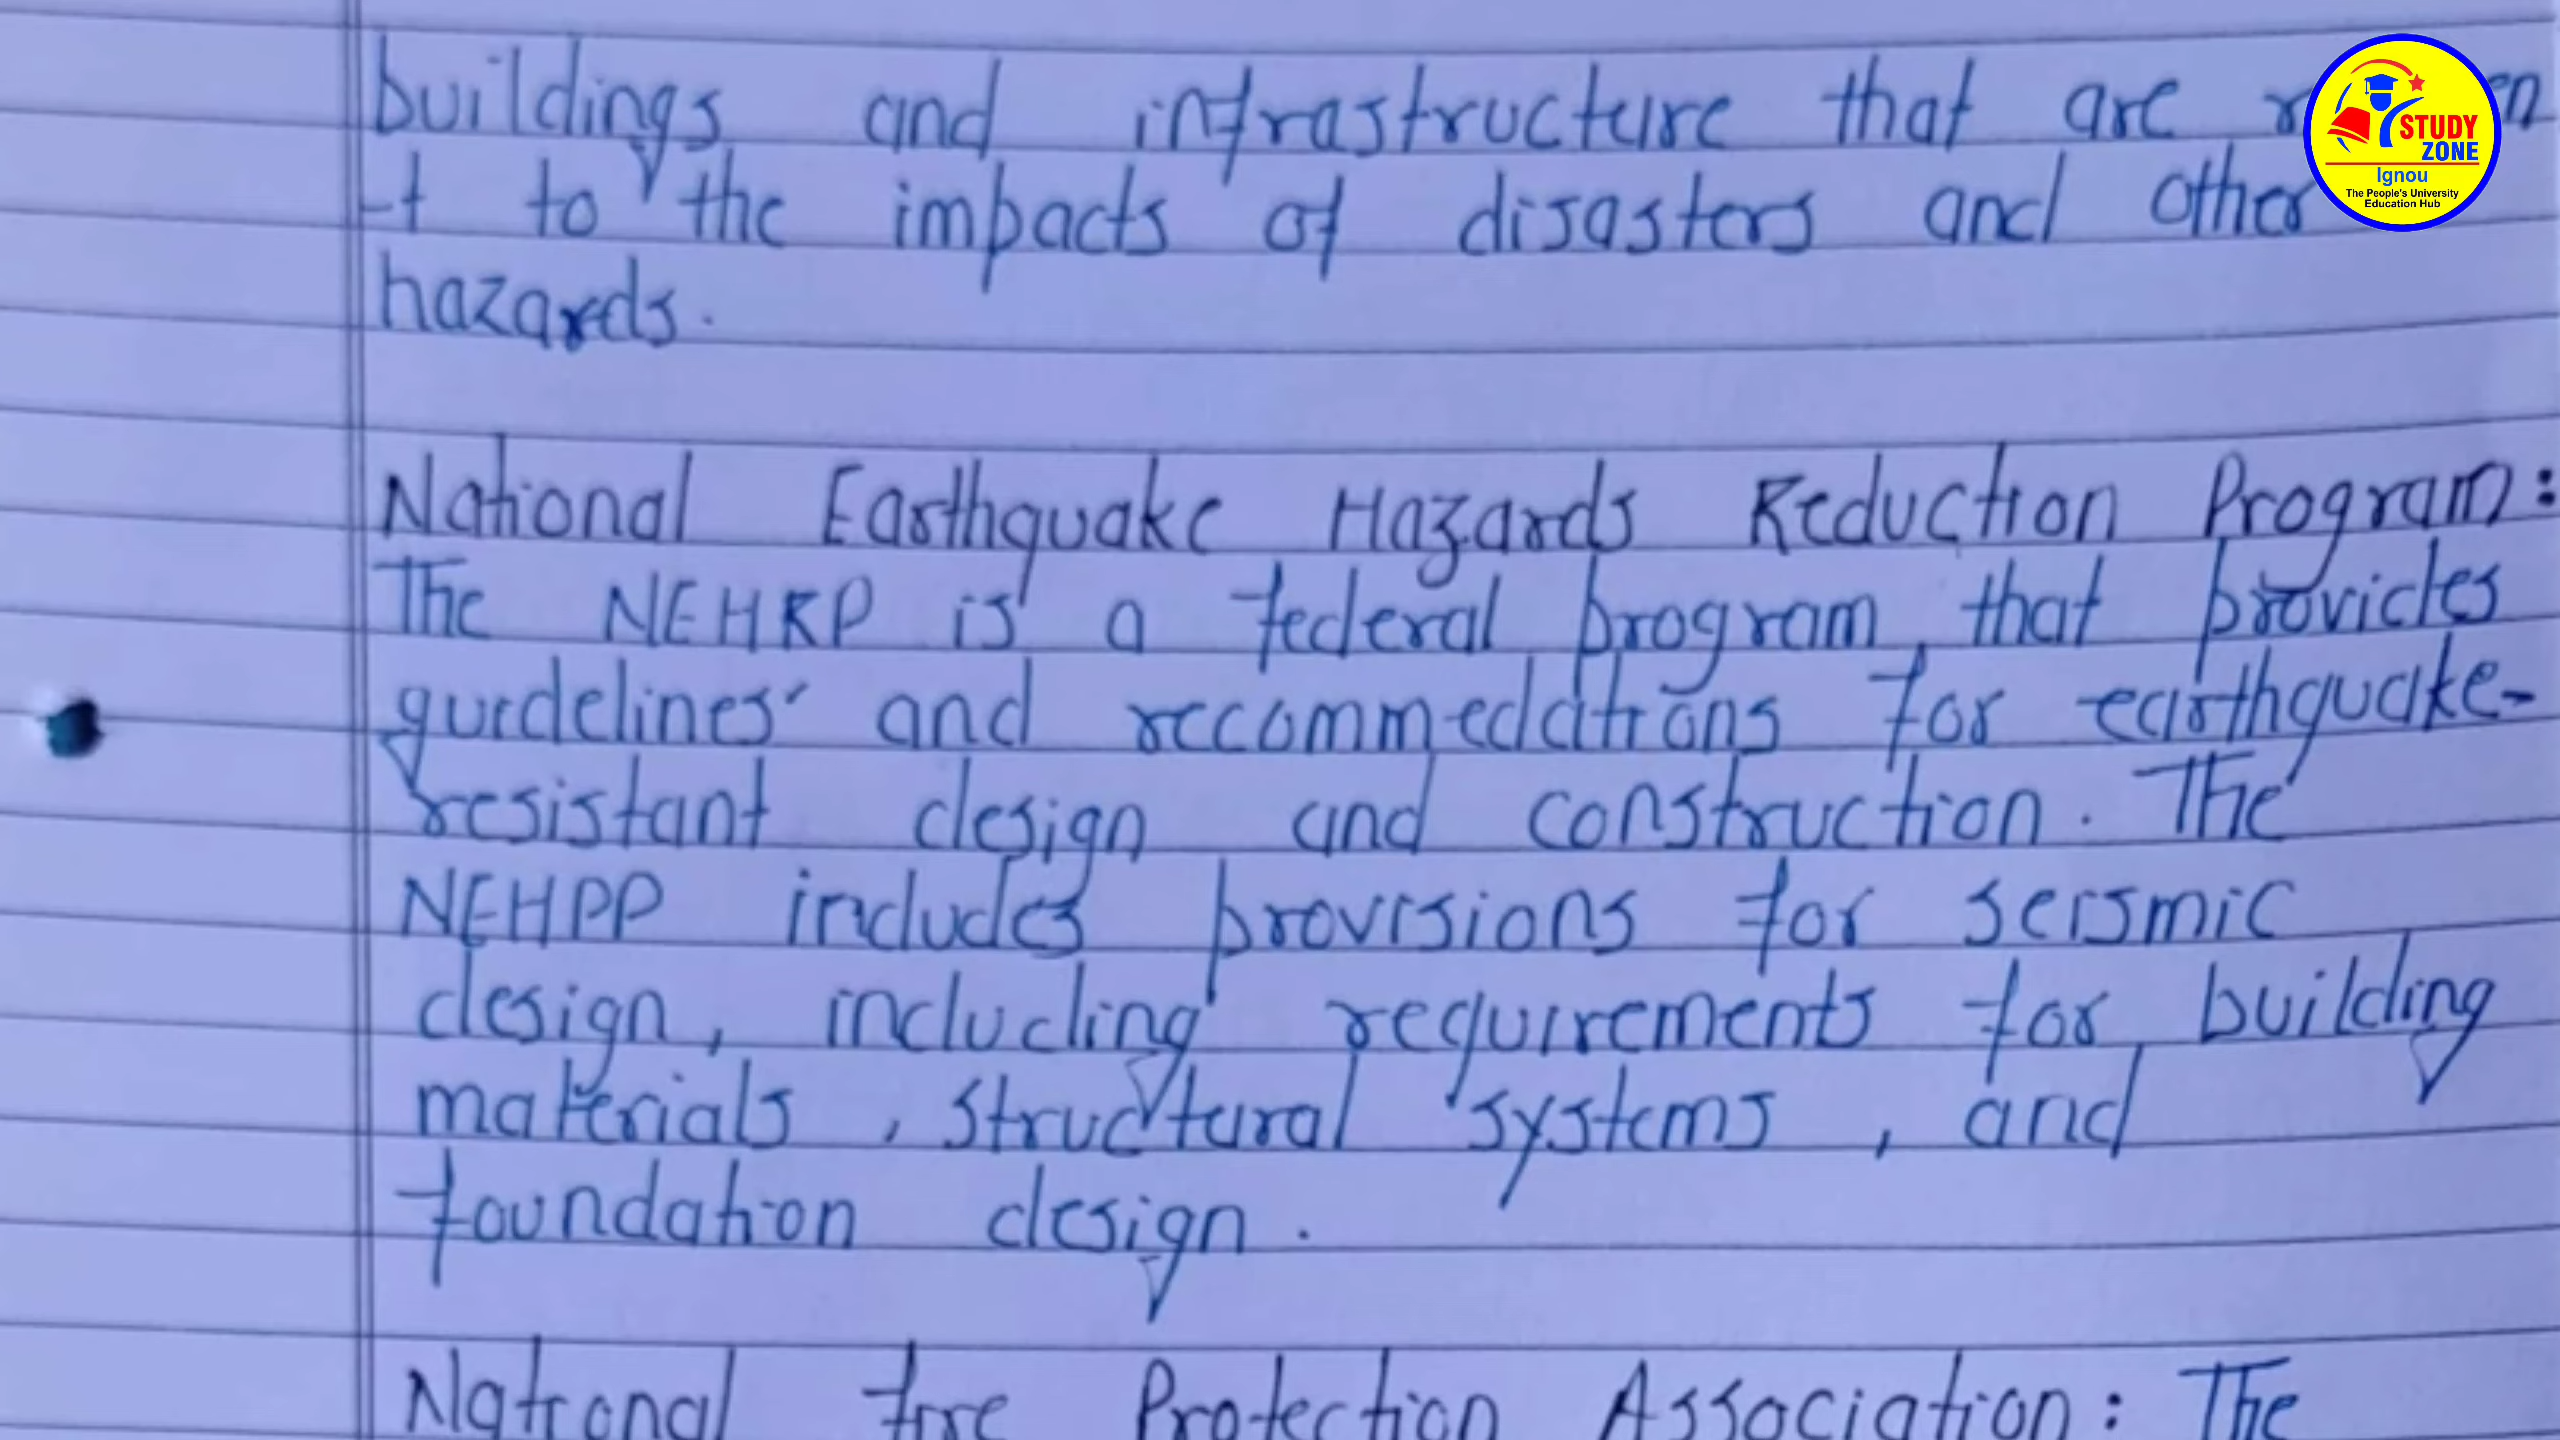 buildings and infrastructure that are
-t to the impacts of disasters and other
hazards.
National Earthquake Hazards Reduction Program:
The NEHRP is a federal program that provides
guidelines and recommedations for earthquake-
resistant design and construction. The
NEHPP includes provisions for seismic
design, including requirements for building
materials, structural systems, and
foundation design.
National Fire Protection Association: The
STUDY
ZONE
Ignou
The People's University
Education Hub